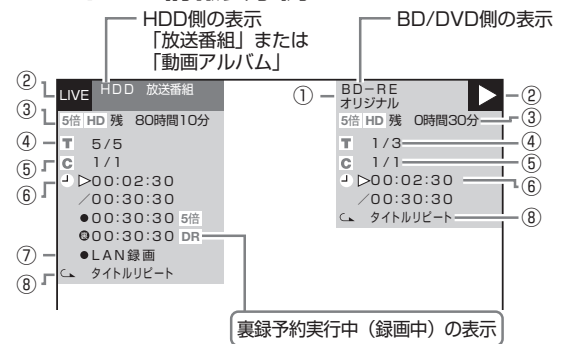 HDD側の表示
「放送番組」または
「動画アルバム」
BD/DVD側の表示
②
LIVE HDD 放送番組
③
5倍 HD 残 80時間10分
④
T 5/5
⑤
C 1/1
⑥
▷00:02:30
/00:30:30
●00:30:30 5倍
00:30:30 DR
⑦
●LAN録画
⑧
タイトルリピート
①
BD-RE
オリジナル
②
5倍 HD 残 0時間30分
③
T 1/3
④
C 1/1
⑤
▷00:02:30
⑥
/00:30:30
タイトルリピート
⑧
裏録予約実行中（録画中）の表示